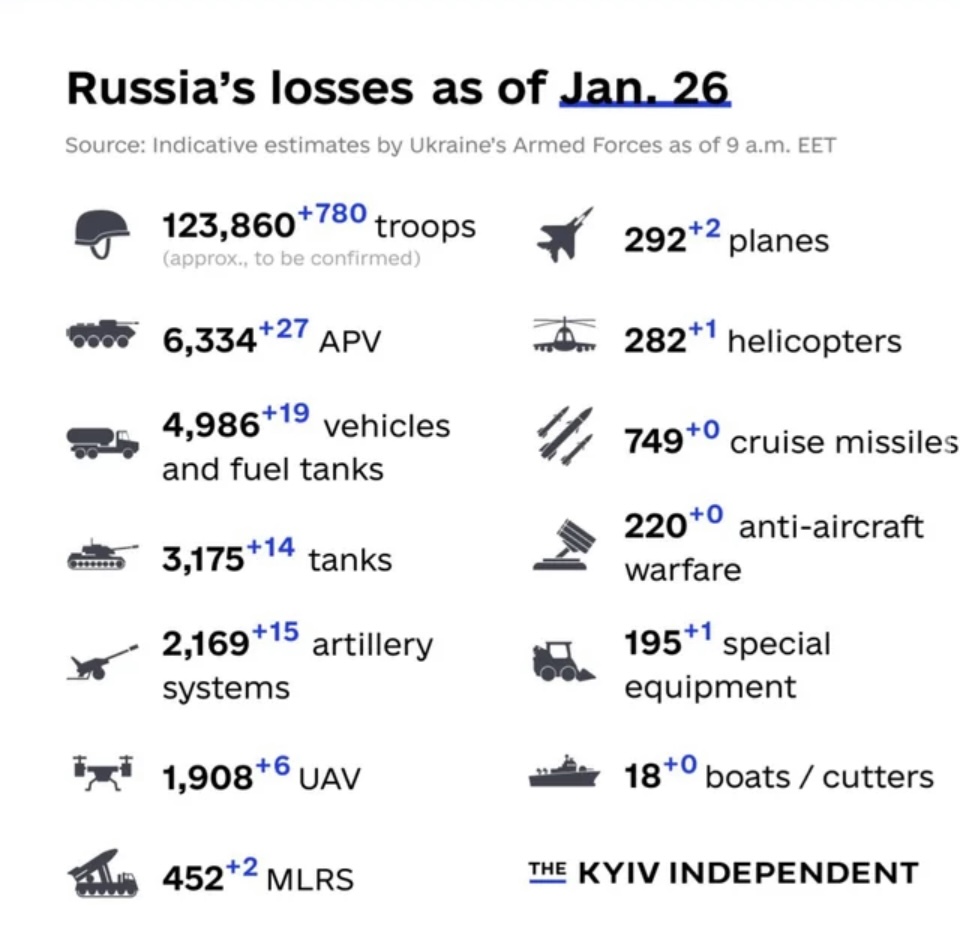 Russia's losses as of Jan. 26
Source: Indicative estimates by Ukraine's Armed Forces as of 9 a.m. EET
123,860+780 troops
(approx., to be confirmed)
6,334+27 APV
4,986+19 vehicles
and fuel tanks
3,175+14 tanks
2,169+15 artillery
systems
1,908+6 UAV
452+2 MLRS
292+2 planes
282+1 helicopters
749+0 cruise missiles
220+0 anti-aircraft
warfare
195+1 special
equipment
18+0 boats / cutters
THE KYIV INDEPENDENT